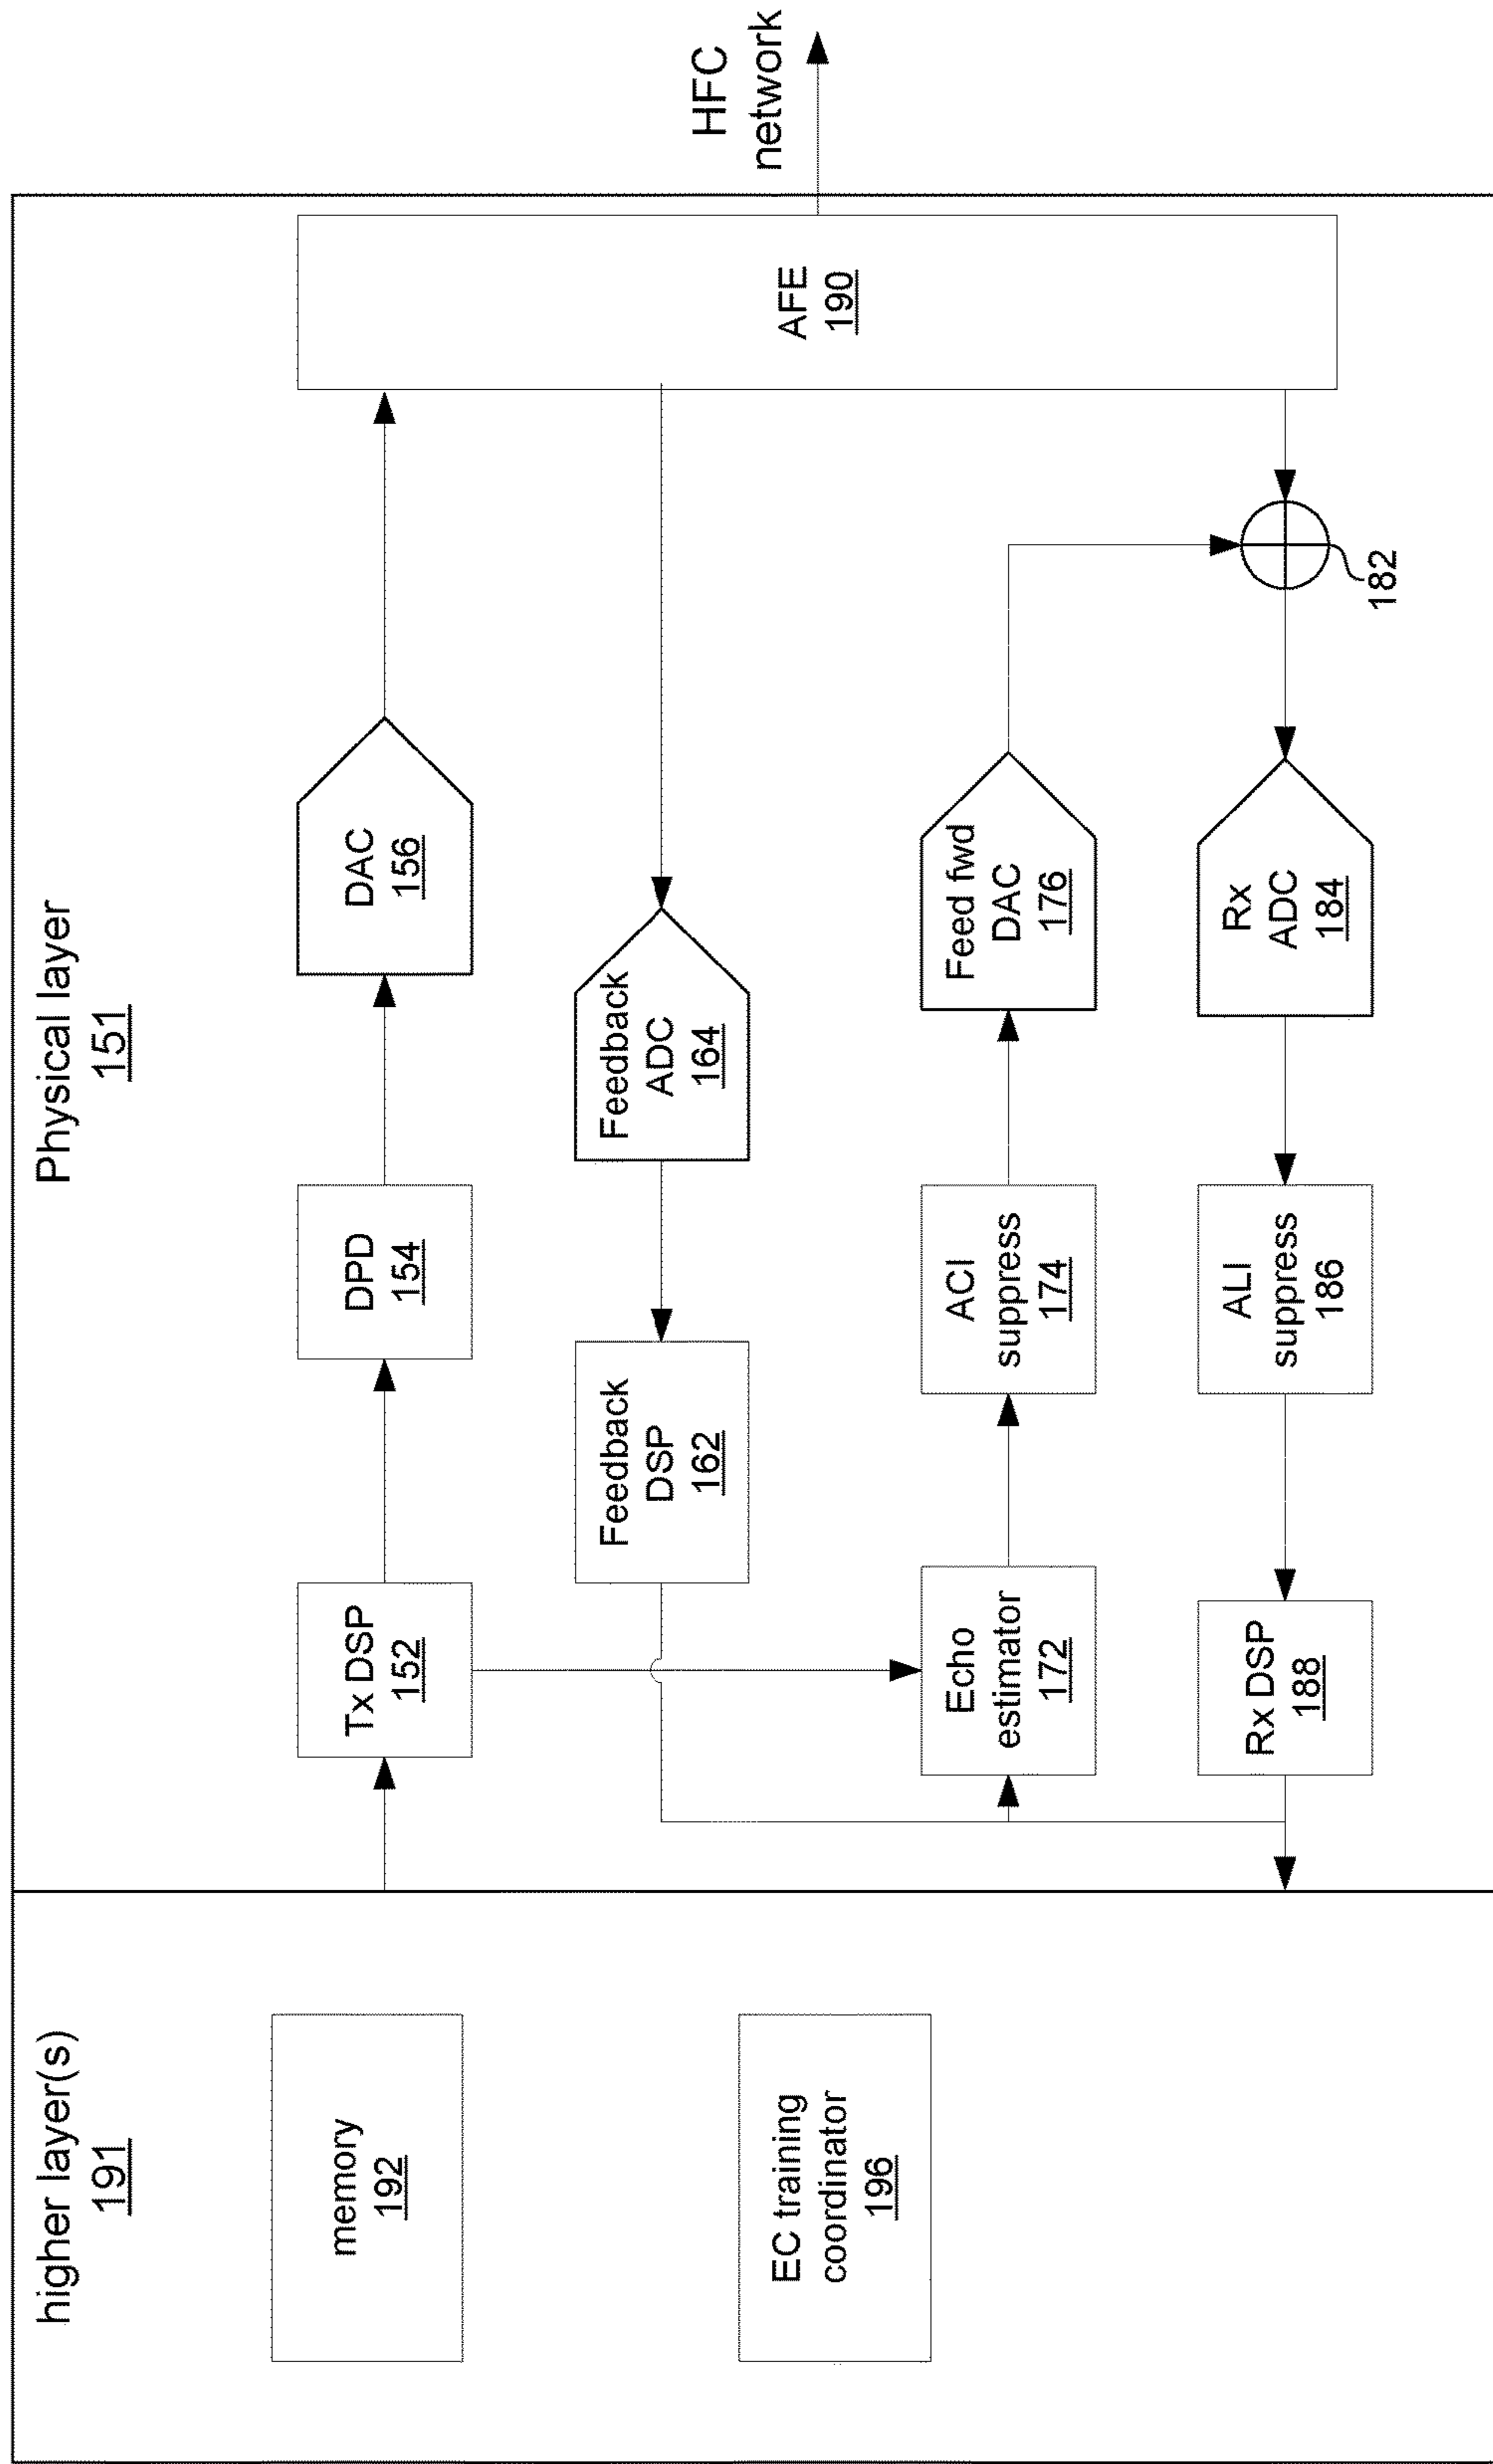 higher layer(s)
191
memory
192
EC training
coordinator
196
Physical layer
151
Tx DSP
152
DPD
154
DAC
156
Feedback
DSP
162
Feedback
ADC
164
Echo
estimator
172
ACI
suppress
174
Feed fwd
DAC
176
Rx DSP
188
ALI
suppress
186
Rx
ADC
184
182
AFE
190
HFC
network